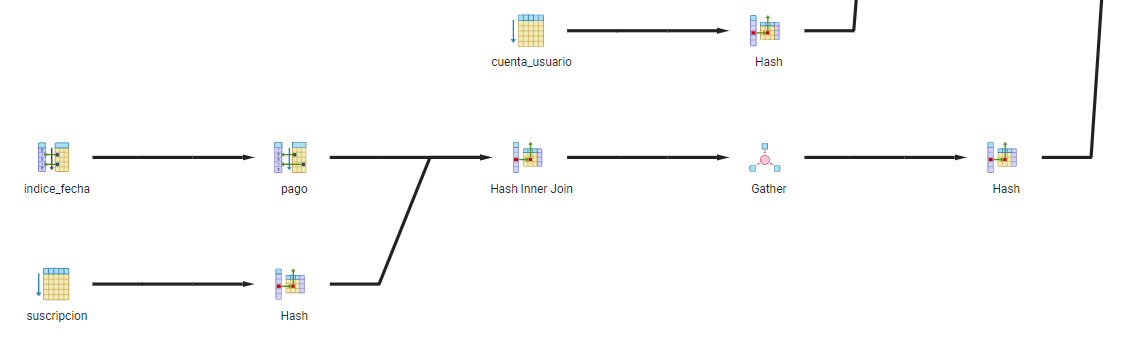 cuenta_usuario
Hash
indice_fecha
pago
Hash Inner Join
Gather
Hash
suscripcion
Hash